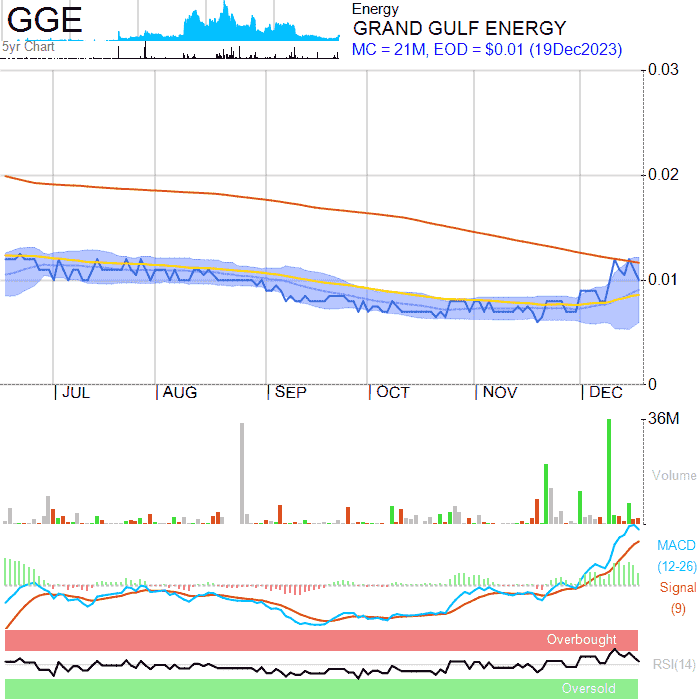 GGE
5yr Chart
Energy
GRAND GULF ENERGY
MC = 21M, EOD = $0.01 (19Dec2023)
0.03
0.02
0.01
0
JUL AUG SEP OCT NOV DEC
36M
Volume
MACD
(12-26)
Signal
(9)
Overbought
RSI(14)
Oversold